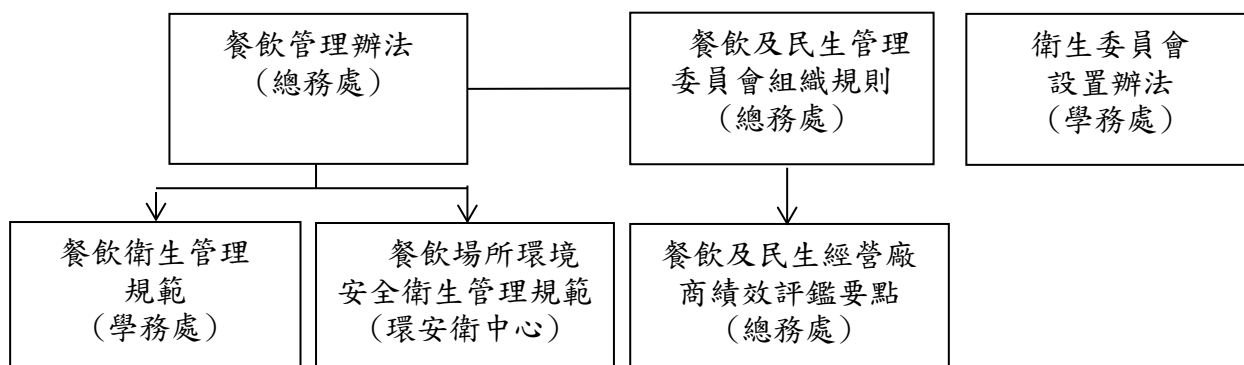 餐飲管理辦法
(總務處)
餐飲及民生管理
委員會組織規則
(總務處)
衛生委員會
設置辦法
(學務處)
餐飲衛生管理
規範
(學務處)
餐飲場所環境
安全衛生管理規範
(環安衛中心)
餐飲及民生經營廠
商績效評鑑要點
(總務處)